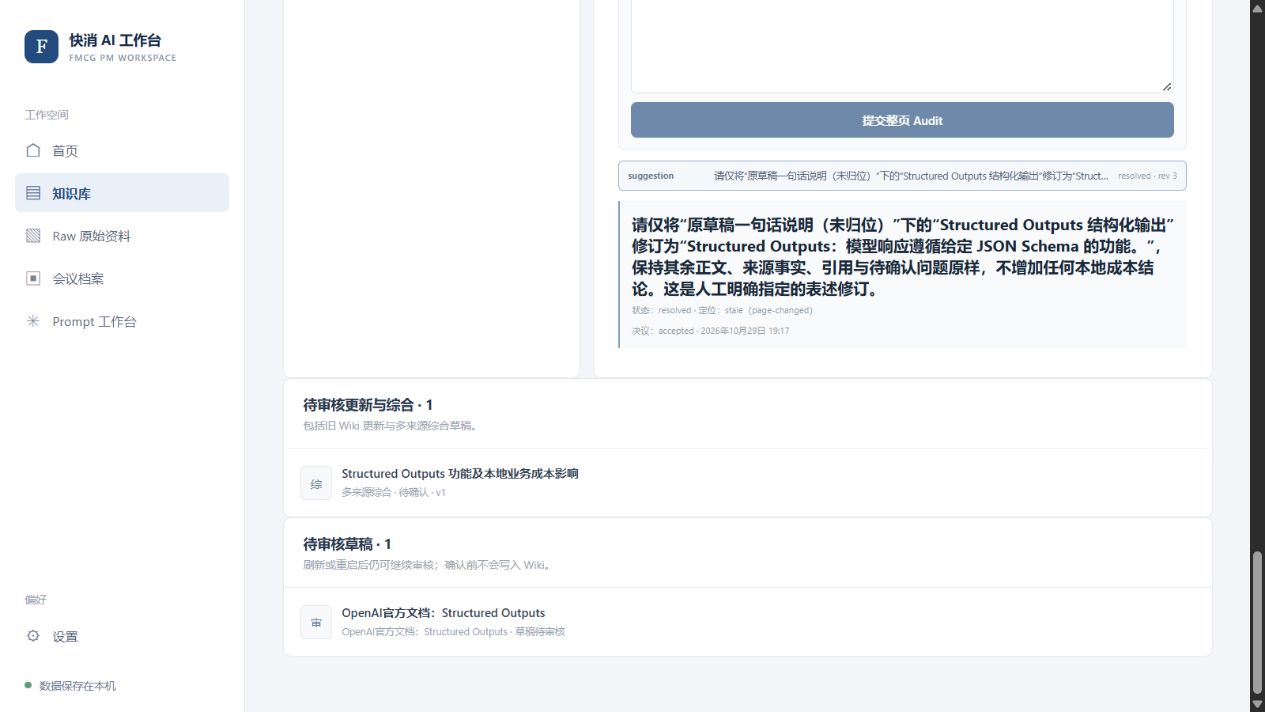 F
快消 AI 工作台
FMCG PM WORKSPACE
工作空间
首页
知识库
Raw 原始资料
会议档案
Prompt 工作台
偏好
设置
数据保存在本机
提交整页 Audit
suggestion 请仅将“原草稿一句话说明（未归位）”下的“Structured Outputs 结构化输出”修订为“Struct... resolved · rev 3
请仅将“原草稿一句话说明（未归位）”下的“Structured Outputs 结构化输出”
修订为“Structured Outputs：模型响应遵循给定 JSON Schema 的功能。”，
保持其余正文、来源事实、引用与待确认问题原样，不增加任何本地成本结
论。这是人工明确指定的表述修订。
状态：resolved · 定位：stale（page-changed）
决议：accepted · 2026年10月29日 19:17
待审核更新与综合 · 1
包括旧 Wiki 更新与多来源综合草稿。
综
Structured Outputs 功能及本地业务成本影响
多来源综合 · 待确认 · v1
待审核草稿 · 1
刷新或重启后仍可继续审核；确认前不会写入 Wiki。
审
OpenAI官方文档：Structured Outputs
OpenAI官方文档：Structured Outputs · 草稿待审核